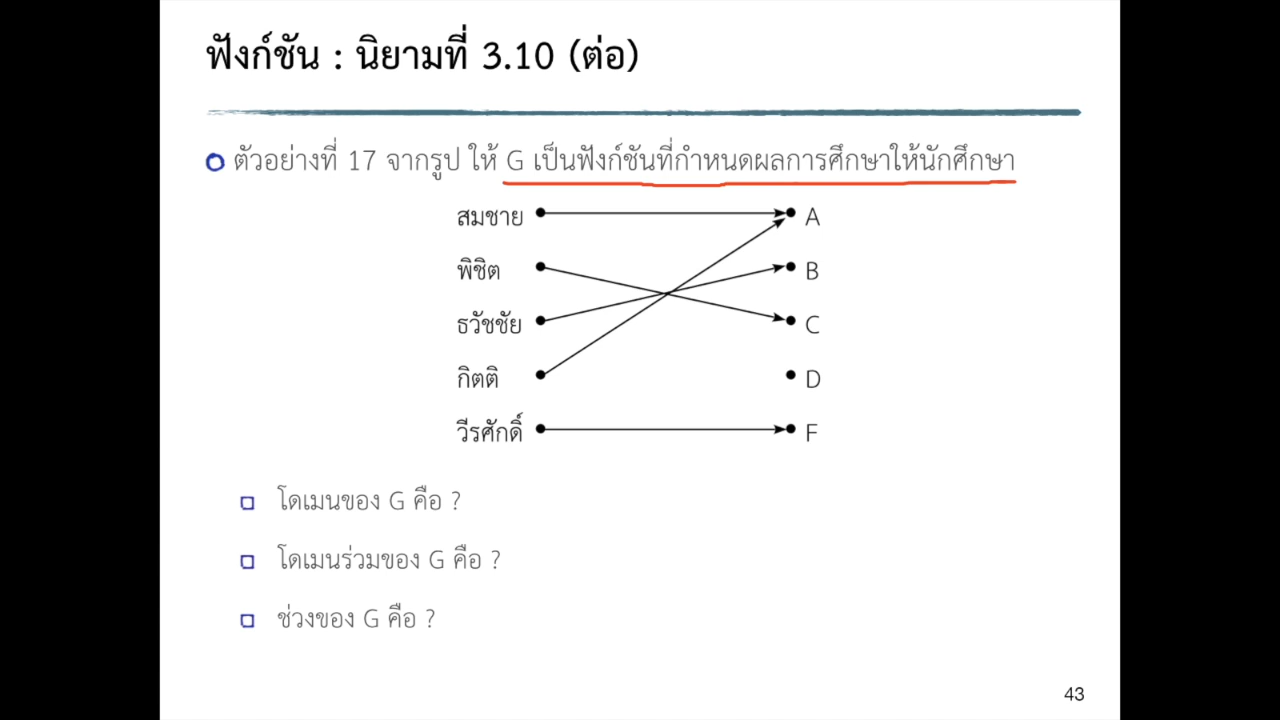 ฟังก์ชัน : นิยามที่ 3.10 (ต่อ)
ตัวอย่างที่ 17 จากรูป ให้ G เป็นฟังก์ชันที่กำหนดผลการศึกษาให้นักศึกษา
สมชาย A
พิชิต B
ธวัชชัย C
กิตติ D
วีรศักดิ์ F
โดเมนของ G คือ ?
โดเมนร่วมของ G คือ ?
ช่วงของ G คือ ?
43